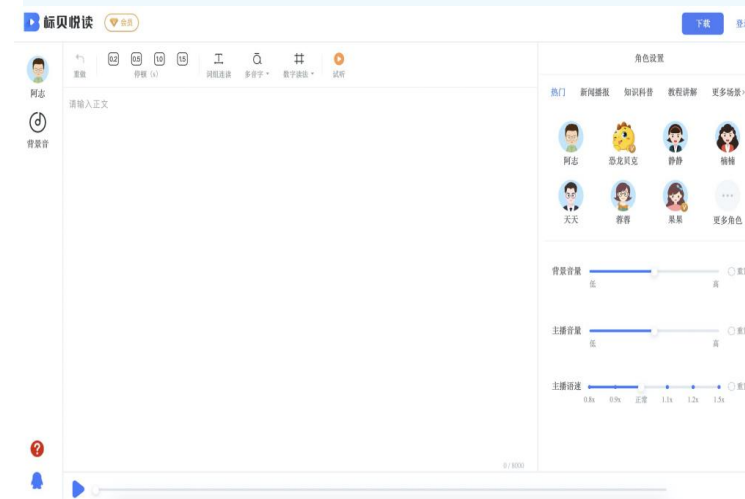 标贝悦读 会员 下载
重做 0.2 0.5 1.0 1.5 停顿（s） 词组连读 多音字 数字读法 试听
阿志
背景音
请输入正文
0 / 8000
角色设置
热门 新闻播报 知识科普 教程讲解 更多场景>
阿志 恐龙贝克 静静 楠楠
天天 蓉蓉 果果 更多角色
背景音量
低 高
主播音量
低 高
主播语速
0.8x 0.9x 正常 1.1x 1.2x 1.5x